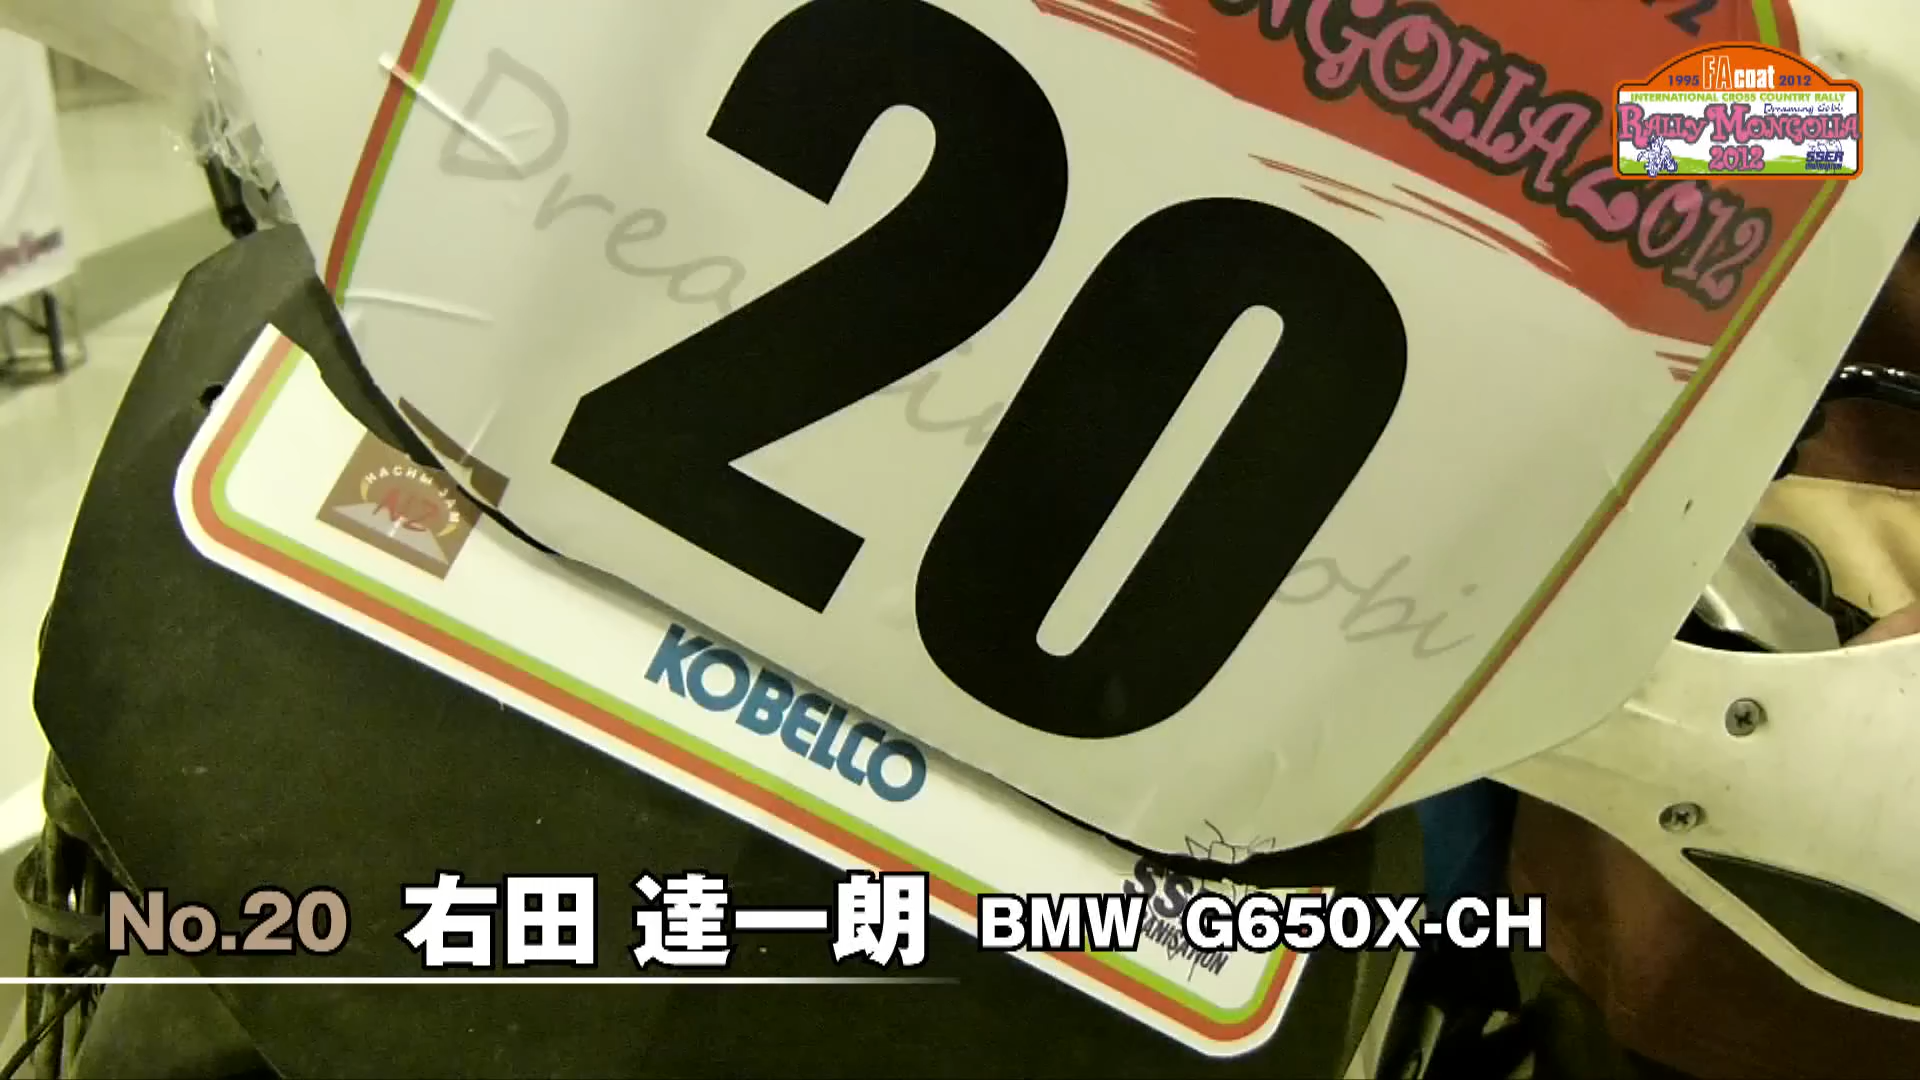 NGOLIA 2012
1995 FAcoat 2012
INTERNATIONAL CROSS COUNTRY RALLY
Dreaming Gobi
RALLY MONGOLIA
2012
SSER
20
KOBELCO
No.20 右田 達一朗 BMW G650X-CH